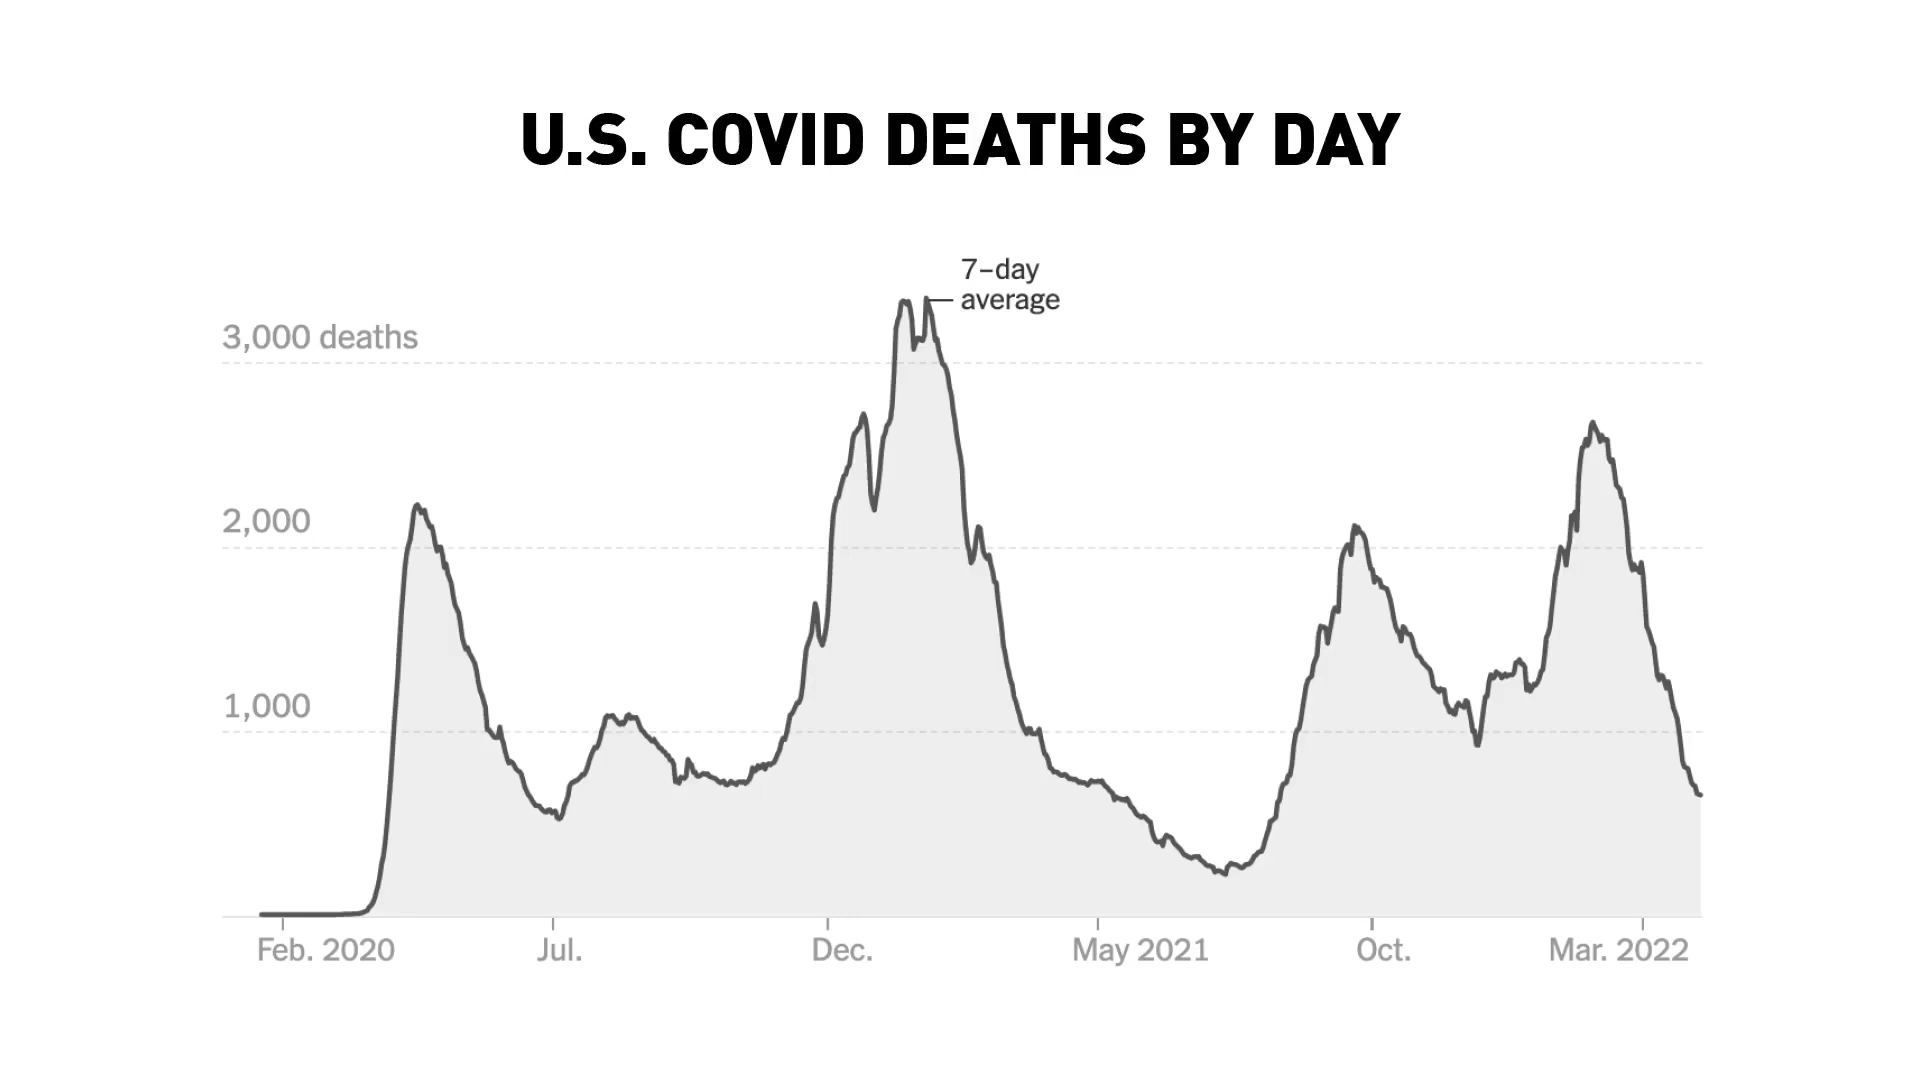 U.S. COVID DEATHS BY DAY
7–day
average
3,000 deaths
2,000
1,000
Feb. 2020
Jul.
Dec.
May 2021
Oct.
Mar. 2022